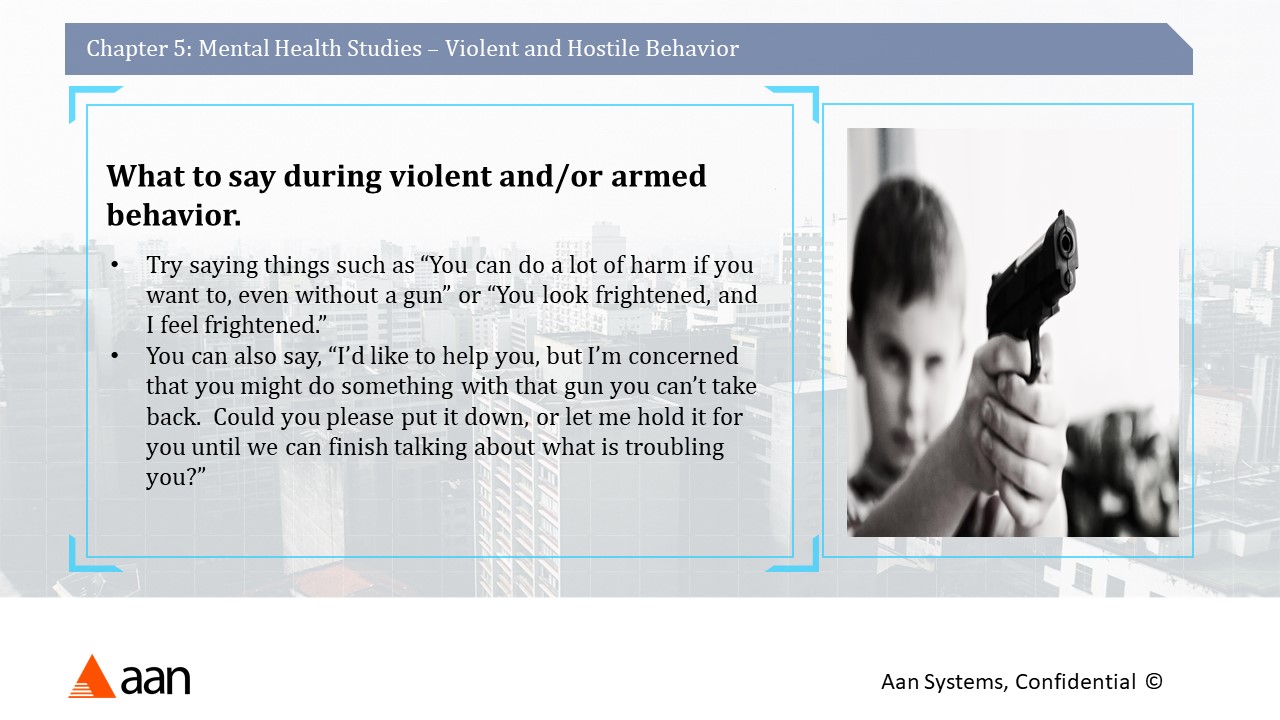 Chapter 5: Mental Health Studies – Violent and Hostile Behavior
What to say during violent and/or armed
behavior.
• Try saying things such as “You can do a lot of harm if you
want to, even without a gun” or “You look frightened, and
I feel frightened.”
• You can also say, “I’d like to help you, but I’m concerned
that you might do something with that gun you can’t take
back.  Could you please put it down, or let me hold it for
you until we can finish talking about what is troubling
you?”
aan
Aan Systems, Confidential ©